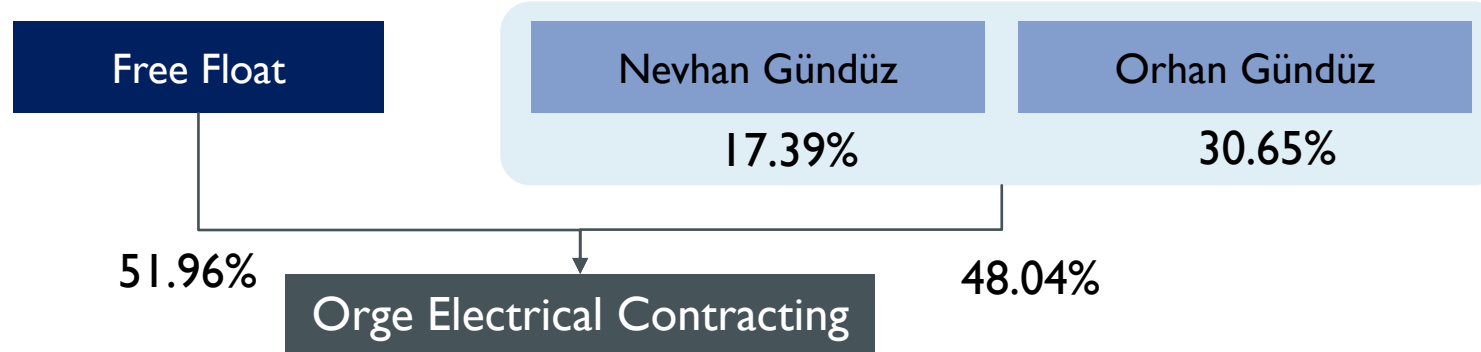 Free Float
Nevhan Gündüz
Orhan Gündüz
17.39%
30.65%
51.96%
48.04%
Orge Electrical Contracting